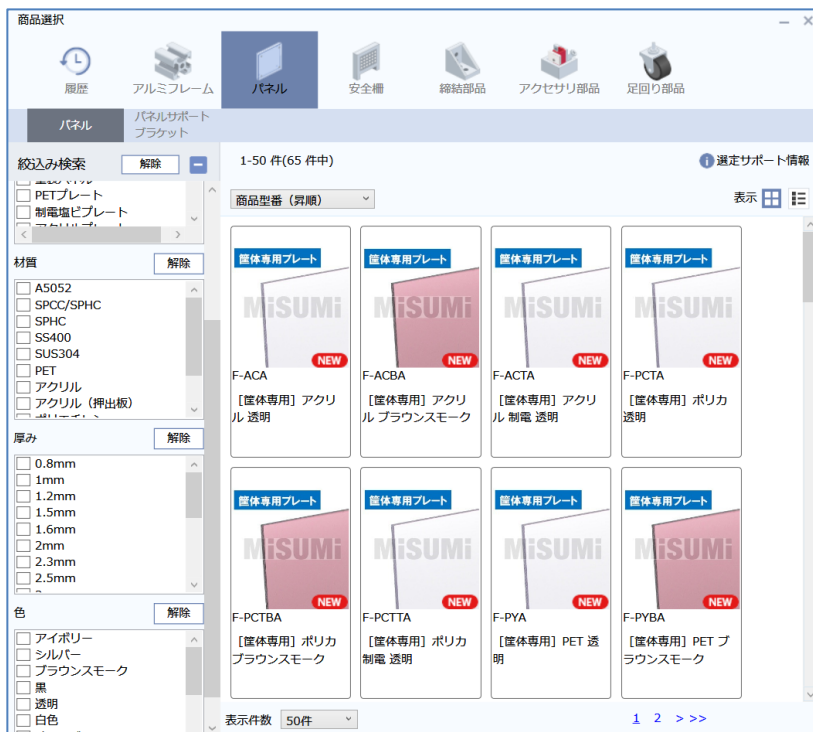 商品選択
履歴
アルミフレーム
パネル
安全柵
締結部品
アクセサリ部品
足回り部品
パネル
パネルサポート
ブラケット
絞込み検索
解除
1-50 件(65 件中)
選定サポート情報
商品型番（昇順）
表示
PETプレート
制電塩ビプレート
材質
解除
A5052
SPCC/SPHC
SPHC
SS400
SUS304
PET
アクリル
アクリル（押出板）
厚み
解除
0.8mm
1mm
1.2mm
1.5mm
1.6mm
2mm
2.3mm
2.5mm
色
解除
アイボリー
シルバー
ブラウンスモーク
黒
透明
白色
筐体専用プレート
MiSUMi
NEW
F-ACA
［筐体専用］アクリ
ル 透明
筐体専用プレート
MiSUMi
NEW
F-ACBA
［筐体専用］アクリ
ル ブラウンスモーク
筐体専用プレート
MiSUMi
NEW
F-ACTA
［筐体専用］アクリ
ル 制電 透明
筐体専用プレート
MiSUMi
NEW
F-PCTA
［筐体専用］ポリカ
透明
筐体専用プレート
MiSUMi
NEW
F-PCTBA
［筐体専用］ポリカ
ブラウンスモーク
筐体専用プレート
MiSUMi
NEW
F-PCTTA
［筐体専用］ポリカ
制電 透明
筐体専用プレート
MiSUMi
NEW
F-PYA
［筐体専用］PET 透
明
筐体専用プレート
MiSUMi
NEW
F-PYBA
［筐体専用］PET ブ
ラウンスモーク
表示件数
50件
1 2 > >>